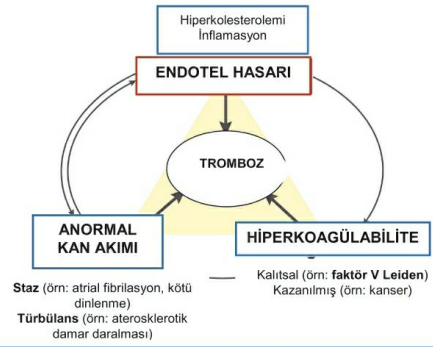 Hiperkolesterolemi
İnflamasyon
ENDOTEL HASARI
TROMBOZ
ANORMAL
KAN AKIMI
HİPERKOAGÜLABİLİTE
Staz (örn: atrial fibrilasyon, kötü
dinlenme)
Türbülans (örn: aterosklerotik
damar daralması)
Kalıtsal (örn: faktör V Leiden)
Kazanılmış (örn: kanser)